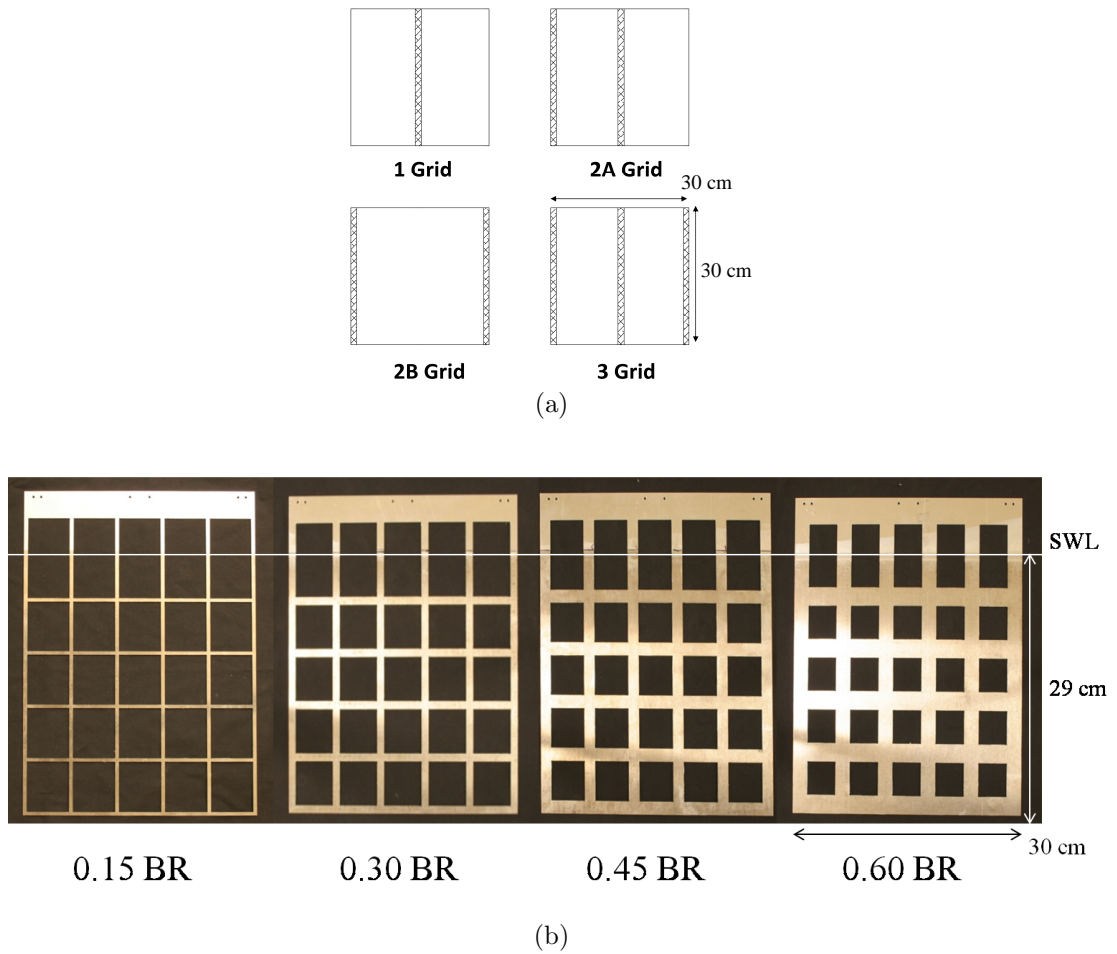 1 Grid
2A Grid
30 cm
30 cm
2B Grid
3 Grid
(a)
SWL
29 cm
30 cm
0.15 BR
0.30 BR
0.45 BR
0.60 BR
(b)